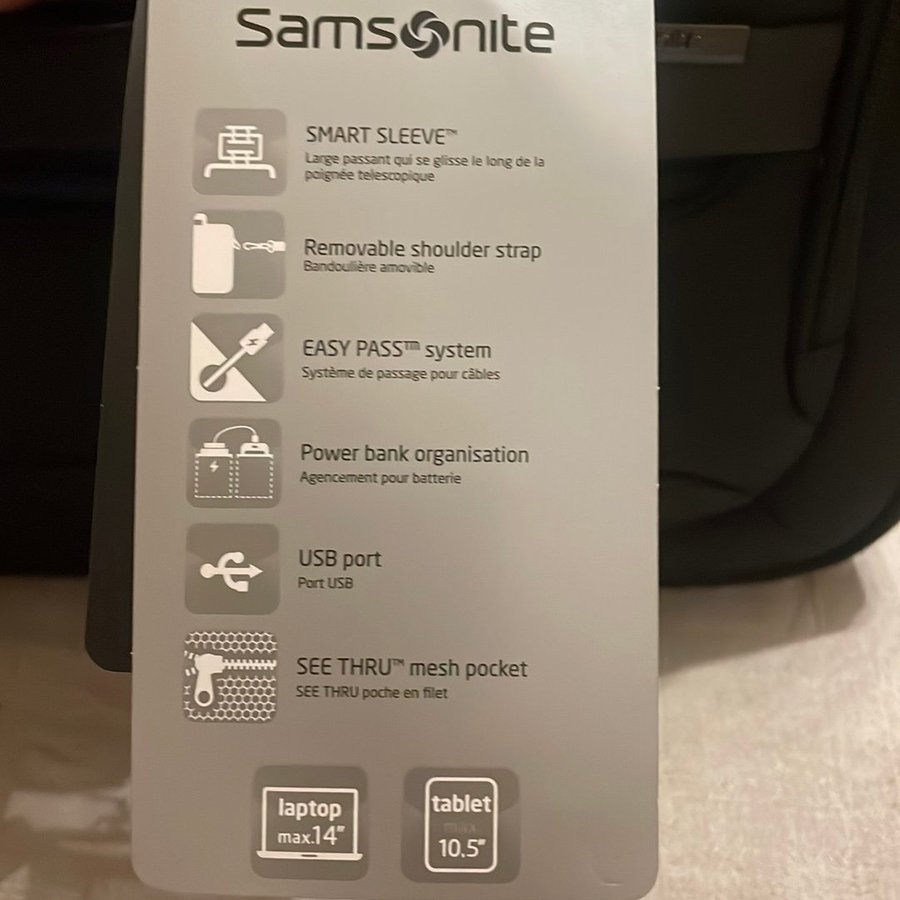 Samsonite
SMART SLEEVE™
Large passant qui se glisse le long de la
poignée telescopique
Removable shoulder strap
Bandoulière amovible
EASY PASS™ system
Système de passage pour câbles
Power bank organisation
Agencement pour batterie
USB port
Port USB
SEE THRU™ mesh pocket
SEE THRU poche en filet
laptop
max.14"
tablet
max
10.5"